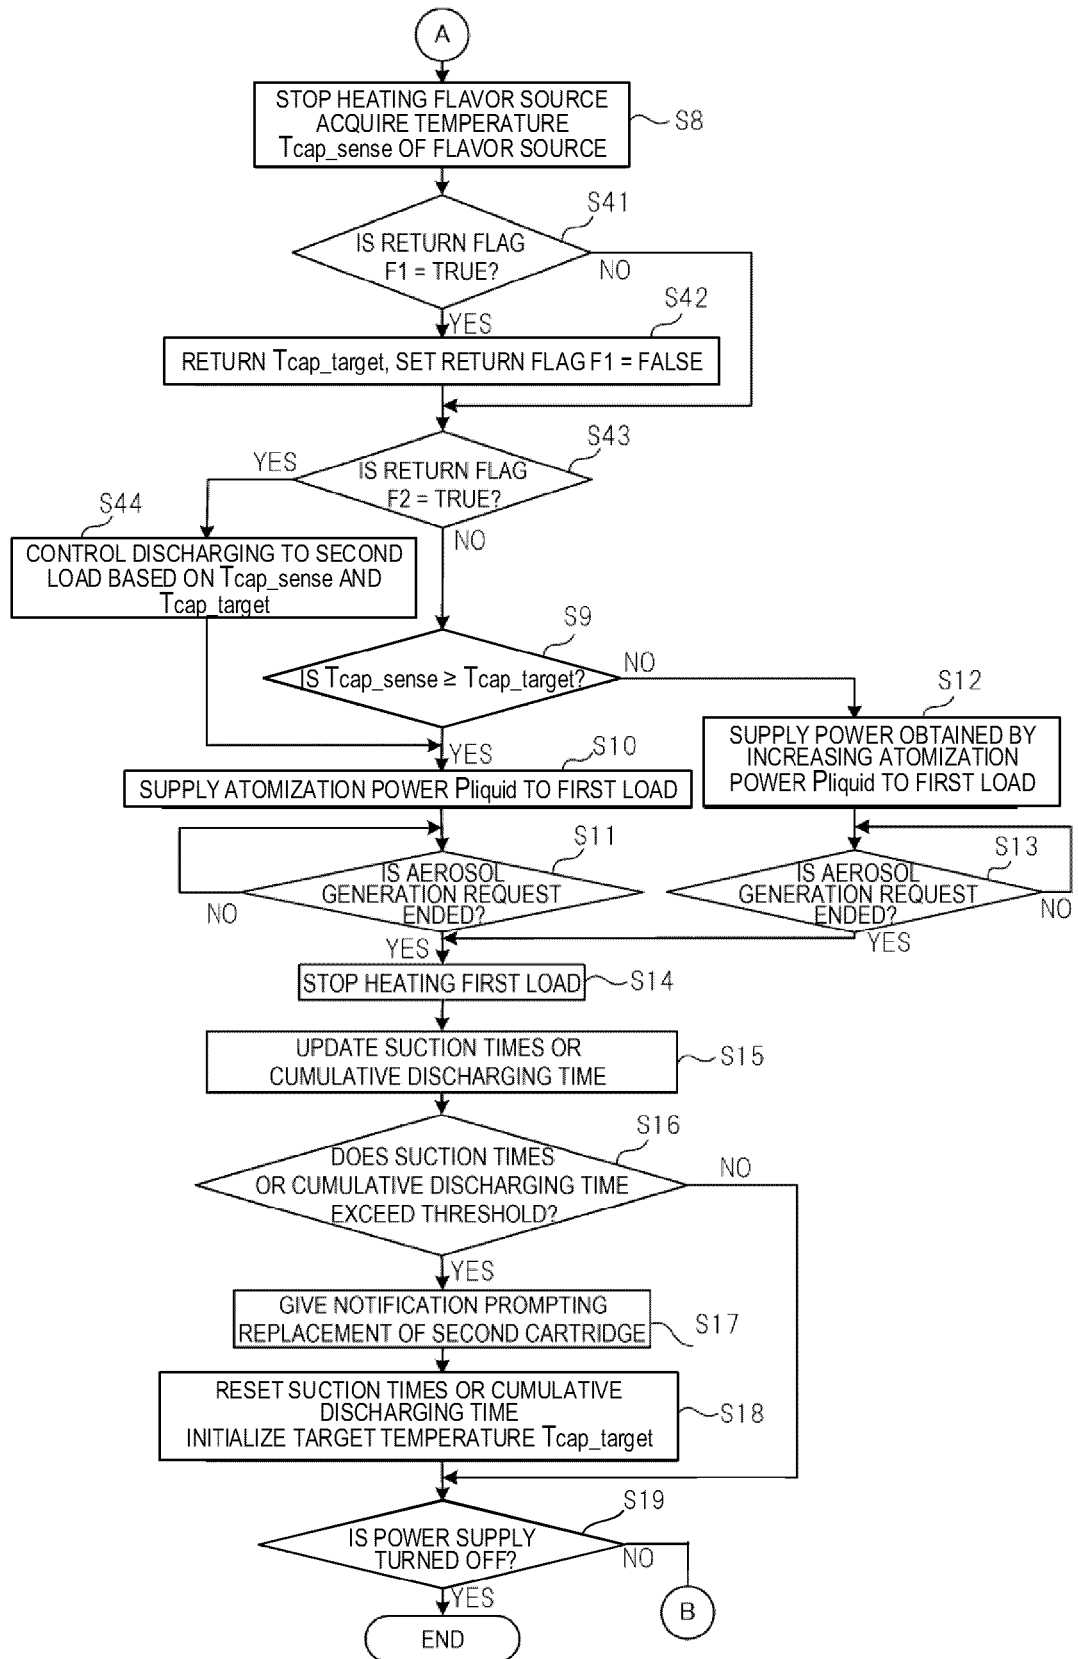 A
STOP HEATING FLAVOR SOURCE
ACQUIRE TEMPERATURE
Tcap_sense OF FLAVOR SOURCE
S8
S41
IS RETURN FLAG
F1 = TRUE?
NO
YES
S42
RETURN Tcap_target, SET RETURN FLAG F1 = FALSE
S43
YES
IS RETURN FLAG
F2 = TRUE?
NO
S44
CONTROL DISCHARGING TO SECOND
LOAD BASED ON Tcap_sense AND
Tcap_target
S9
IS Tcap_sense ≥ Tcap_target?
NO
YES
S12
SUPPLY POWER OBTAINED BY
INCREASING ATOMIZATION
POWER Pliquid TO FIRST LOAD
S10
SUPPLY ATOMIZATION POWER Pliquid TO FIRST LOAD
S11
IS AEROSOL
GENERATION REQUEST
ENDED?
NO
YES
S13
IS AEROSOL
GENERATION REQUEST
ENDED?
NO
YES
STOP HEATING FIRST LOAD
S14
UPDATE SUCTION TIMES OR
CUMULATIVE DISCHARGING TIME
S15
S16
DOES SUCTION TIMES
OR CUMULATIVE DISCHARGING TIME
EXCEED THRESHOLD?
NO
YES
GIVE NOTIFICATION PROMPTING
REPLACEMENT OF SECOND CARTRIDGE
S17
RESET SUCTION TIMES OR CUMULATIVE
DISCHARGING TIME
INITIALIZE TARGET TEMPERATURE Tcap_target
S18
S19
IS POWER SUPPLY
TURNED OFF?
NO
YES
B
END